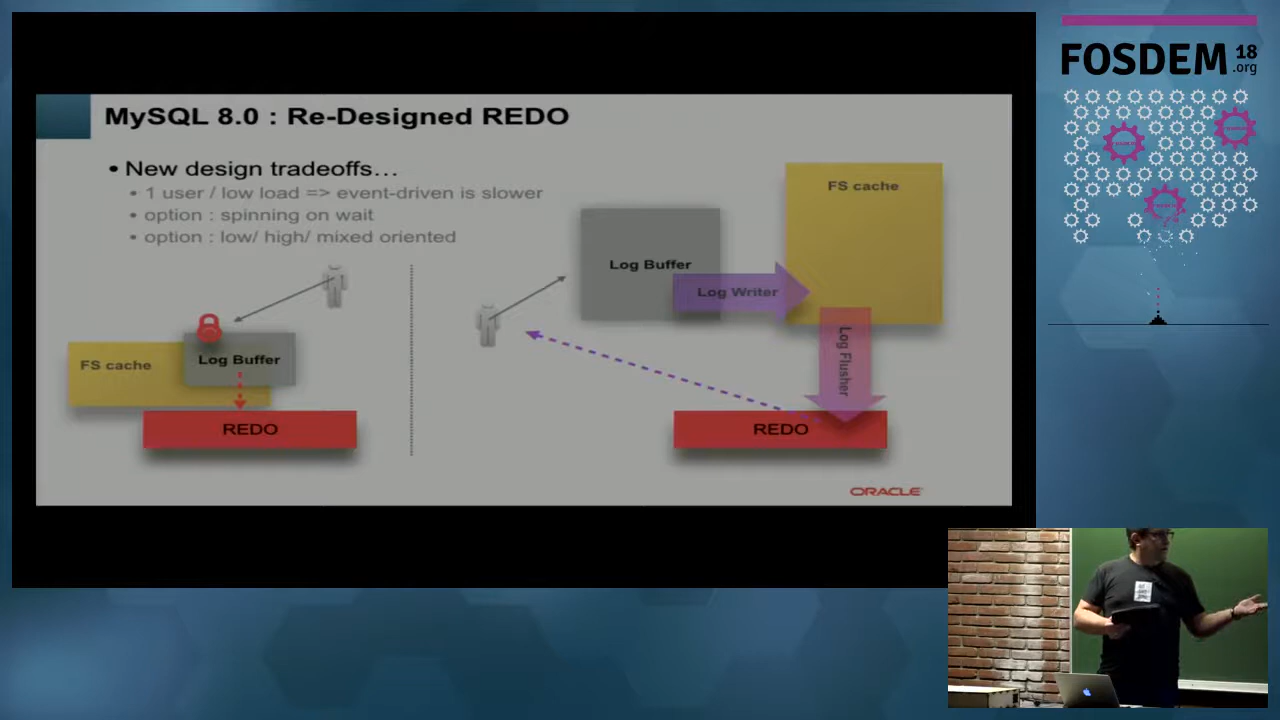 MySQL 8.0 : Re-Designed REDO
• New design tradeoffs…
• 1 user / low load => event-driven is slower
• option : spinning on wait
• option : low/ high/ mixed oriented
FS cache
Log Buffer
Log Writer
Log Flusher
REDO
FS cache
Log Buffer
REDO
ORACLE
FOSDEM 18
.org